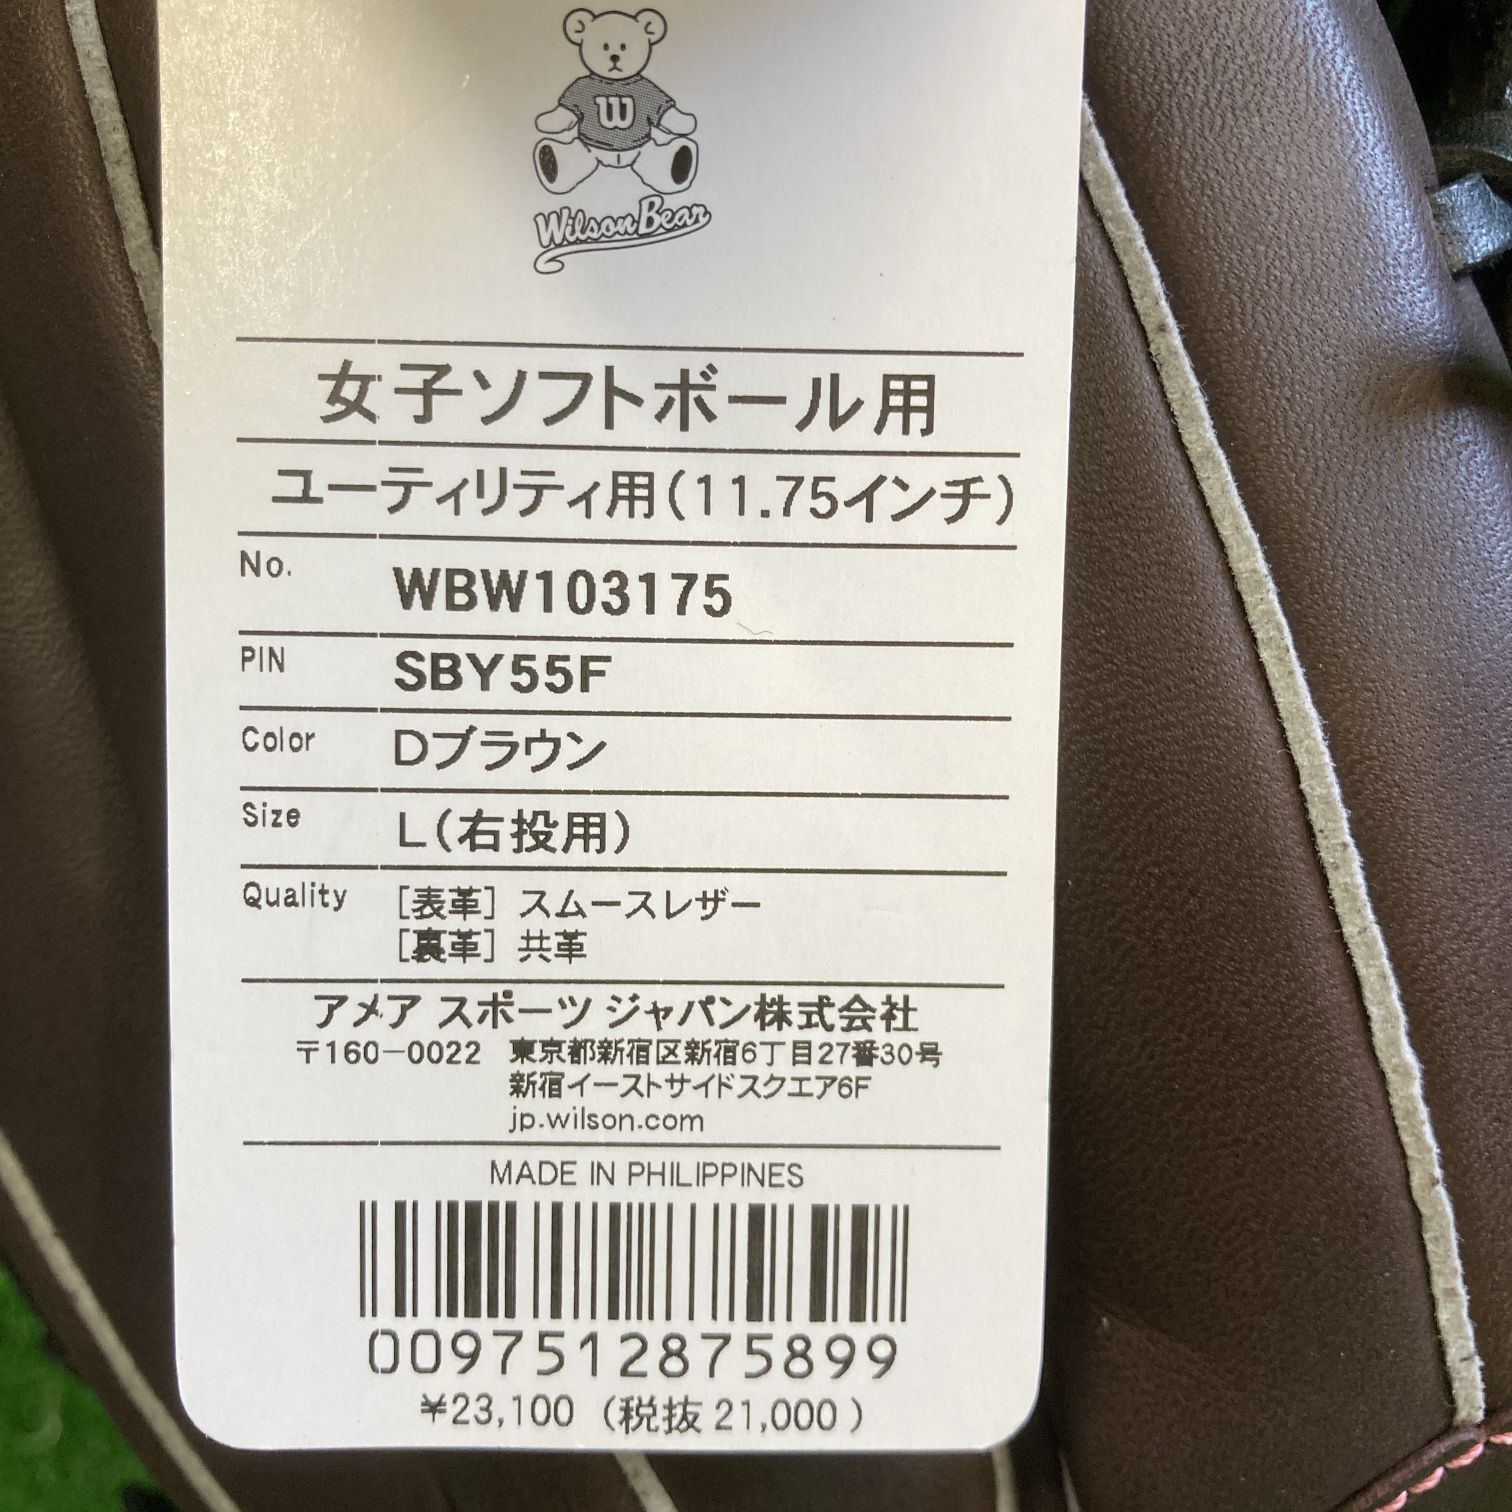 W
Wilson Bear
女子ソフトボール用
ユーティリティ用(11.75インチ)
No. WBW103175
PIN SBY55F
Color Dブラウン
Size L(右投用)
Quality [表革] スムースレザー
[裏革] 共革
アメア スポーツ ジャパン株式会社
〒160-0022 東京都新宿区新宿6丁目27番30号
新宿イーストサイドスクエア6F
jp.wilson.com
MADE IN PHILIPPINES
0097512875899
¥23,100 (税抜 21,000)